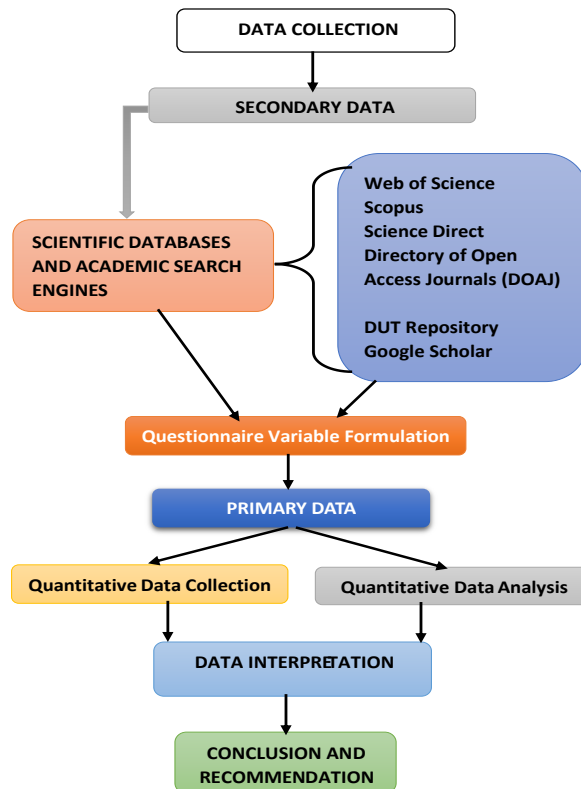 DATA COLLECTION
SECONDARY DATA
Web of Science
Scopus
Science Direct
Directory of Open
Access Journals (DOAJ)
DUT Repository
Google Scholar
SCIENTIFIC DATABASES
AND ACADEMIC SEARCH
ENGINES
Questionnaire Variable Formulation
PRIMARY DATA
Quantitative Data Collection
Quantitative Data Analysis
DATA INTERPRETATION
CONCLUSION AND
RECOMMENDATION